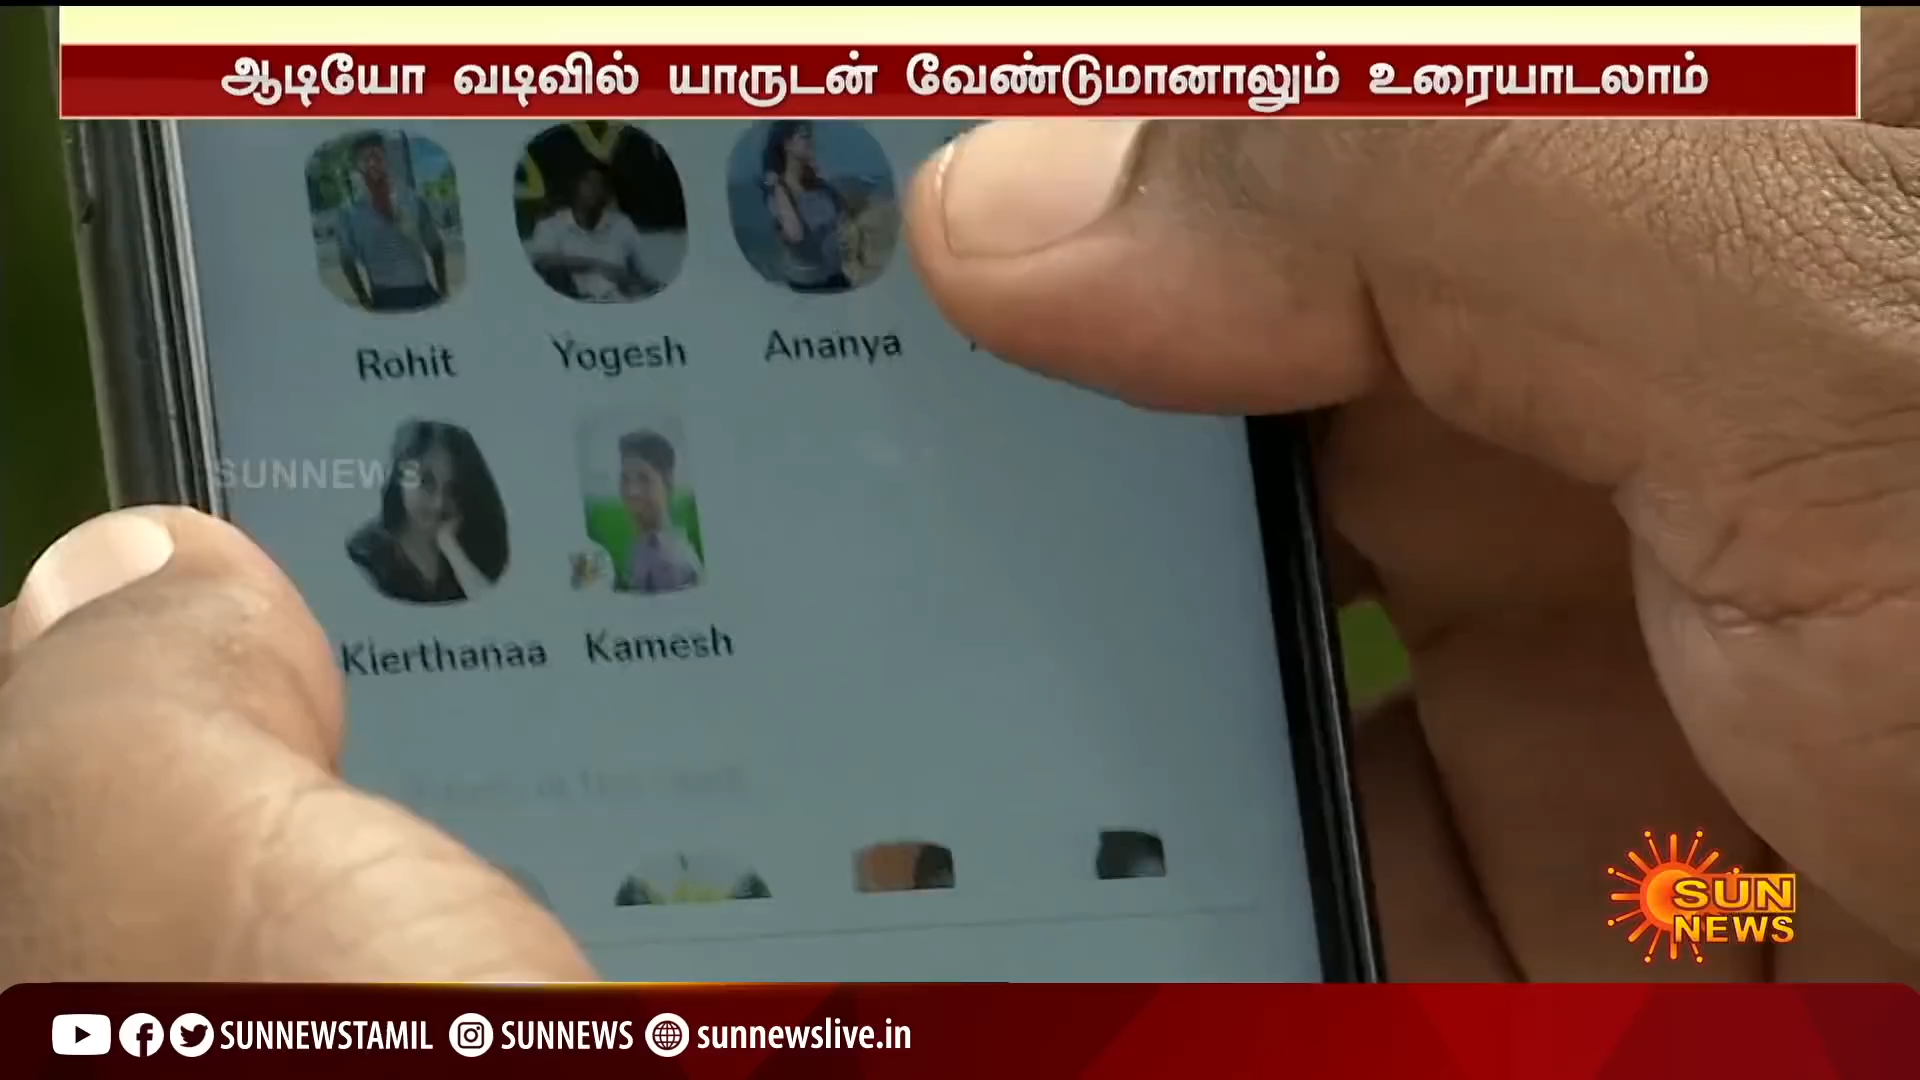 ஆடியோ வடிவில் யாருடன் வேண்டுமானாலும் உரையாடலாம்
Rohit
Yogesh
Ananya
SUNNEWS
Kierthanaa
Kamesh
SUN
NEWS
SUNNEWSTAMIL SUNNEWS sunnewslive.in